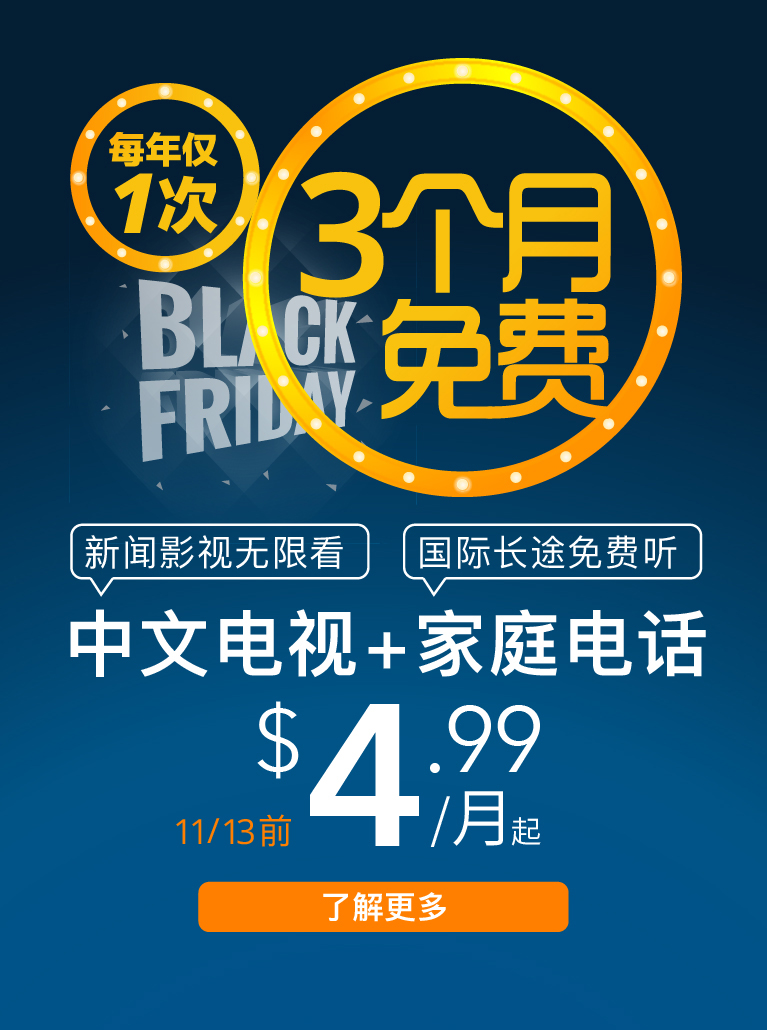 每年仅
1次
3个月
免费
BLACK
FRIDAY
新闻影视无限看
国际长途免费听
中文电视+家庭电话
11/13前
$4.99
/月起
了解更多